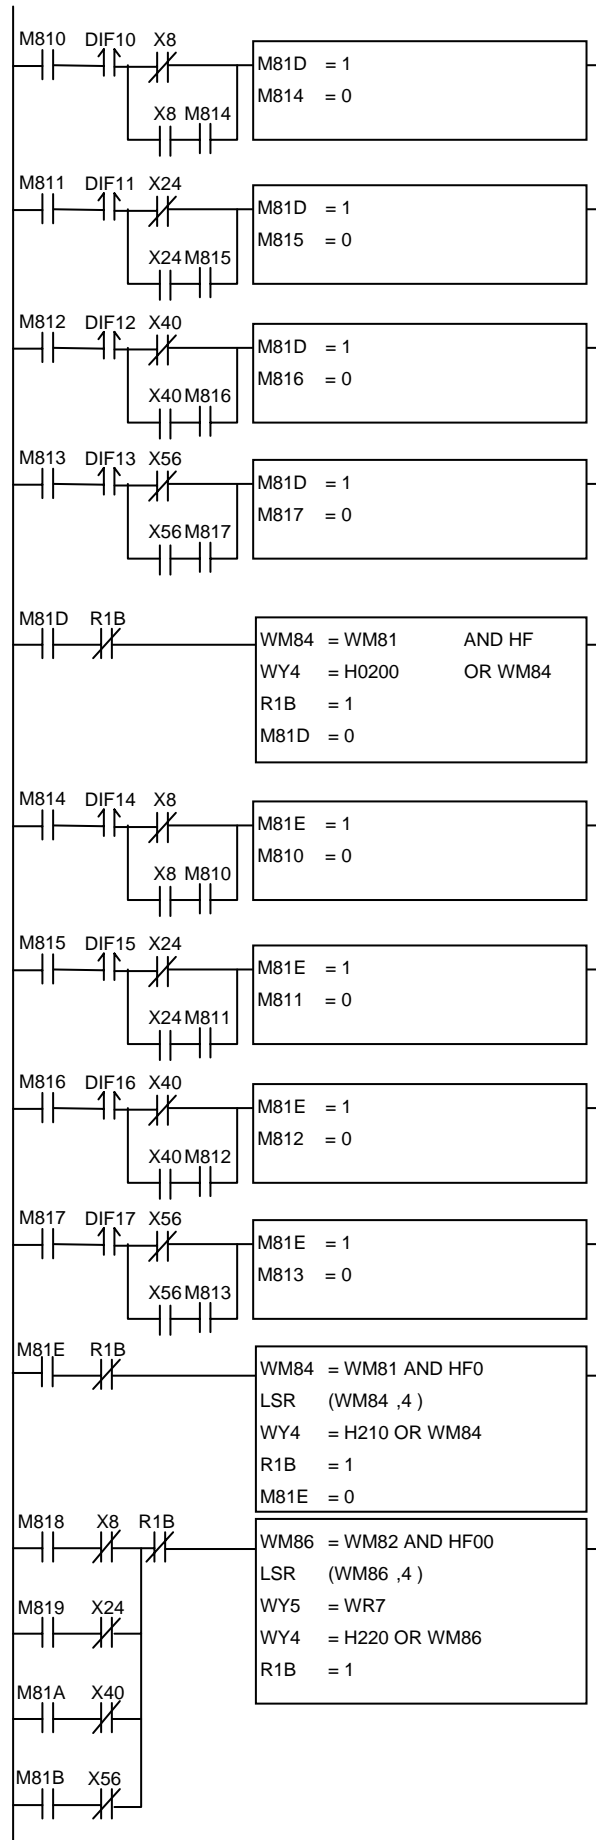 M810 DIF10 X8
M81D = 1
M814 = 0
X8 M814
M811 DIF11 X24
M81D = 1
M815 = 0
X24 M815
M812 DIF12 X40
M81D = 1
M816 = 0
X40 M816
M813 DIF13 X56
M81D = 1
M817 = 0
X56 M817
M81D R1B
WM84 = WM81 AND HF
WY4 = H0200 OR WM84
R1B = 1
M81D = 0
M814 DIF14 X8
M81E = 1
M810 = 0
X8 M810
M815 DIF15 X24
M81E = 1
M811 = 0
X24 M811
M816 DIF16 X40
M81E = 1
M812 = 0
X40 M812
M817 DIF17 X56
M81E = 1
M813 = 0
X56 M813
M81E R1B
WM84 = WM81 AND HF0
LSR (WM84 ,4 )
WY4 = H210 OR WM84
R1B = 1
M81E = 0
M818 X8 R1B
WM86 = WM82 AND HF00
LSR (WM86 ,4 )
WY5 = WR7
WY4 = H220 OR WM86
R1B = 1
M819 X24
M81A X40
M81B X56